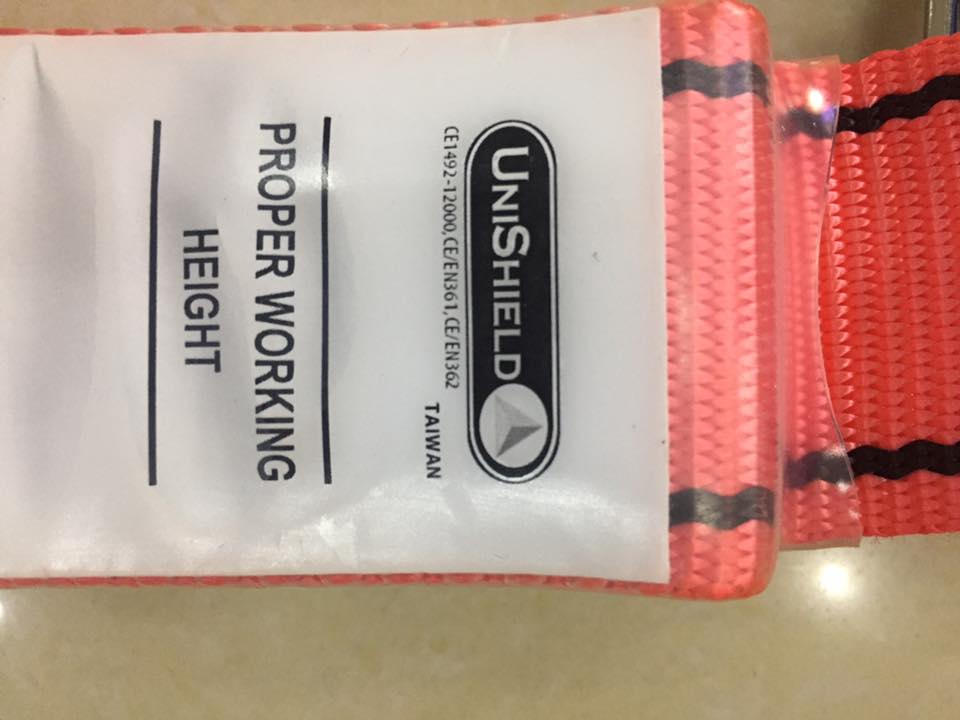 UNISHIELD
CE1492-12000,CE/EN361,CE/EN362
TAIWAN
PROPER WORKING
HEIGHT